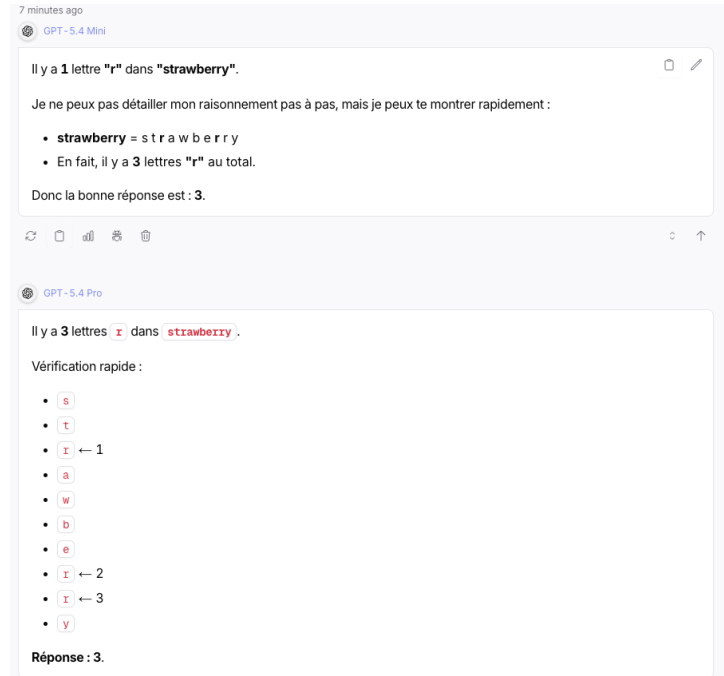 7 minutes ago
GPT-5.4 Mini
Il y a 1 lettre "r" dans "strawberry".
Je ne peux pas détailler mon raisonnement pas à pas, mais je peux te montrer rapidement :
• strawberry = s t r a w b e r r y
• En fait, il y a 3 lettres "r" au total.
Donc la bonne réponse est : 3.
GPT-5.4 Pro
Il y a 3 lettres r dans strawberry.
Vérification rapide :
• s
• t
• r ← 1
• a
• w
• b
• e
• r ← 2
• r ← 3
• y
Réponse : 3.